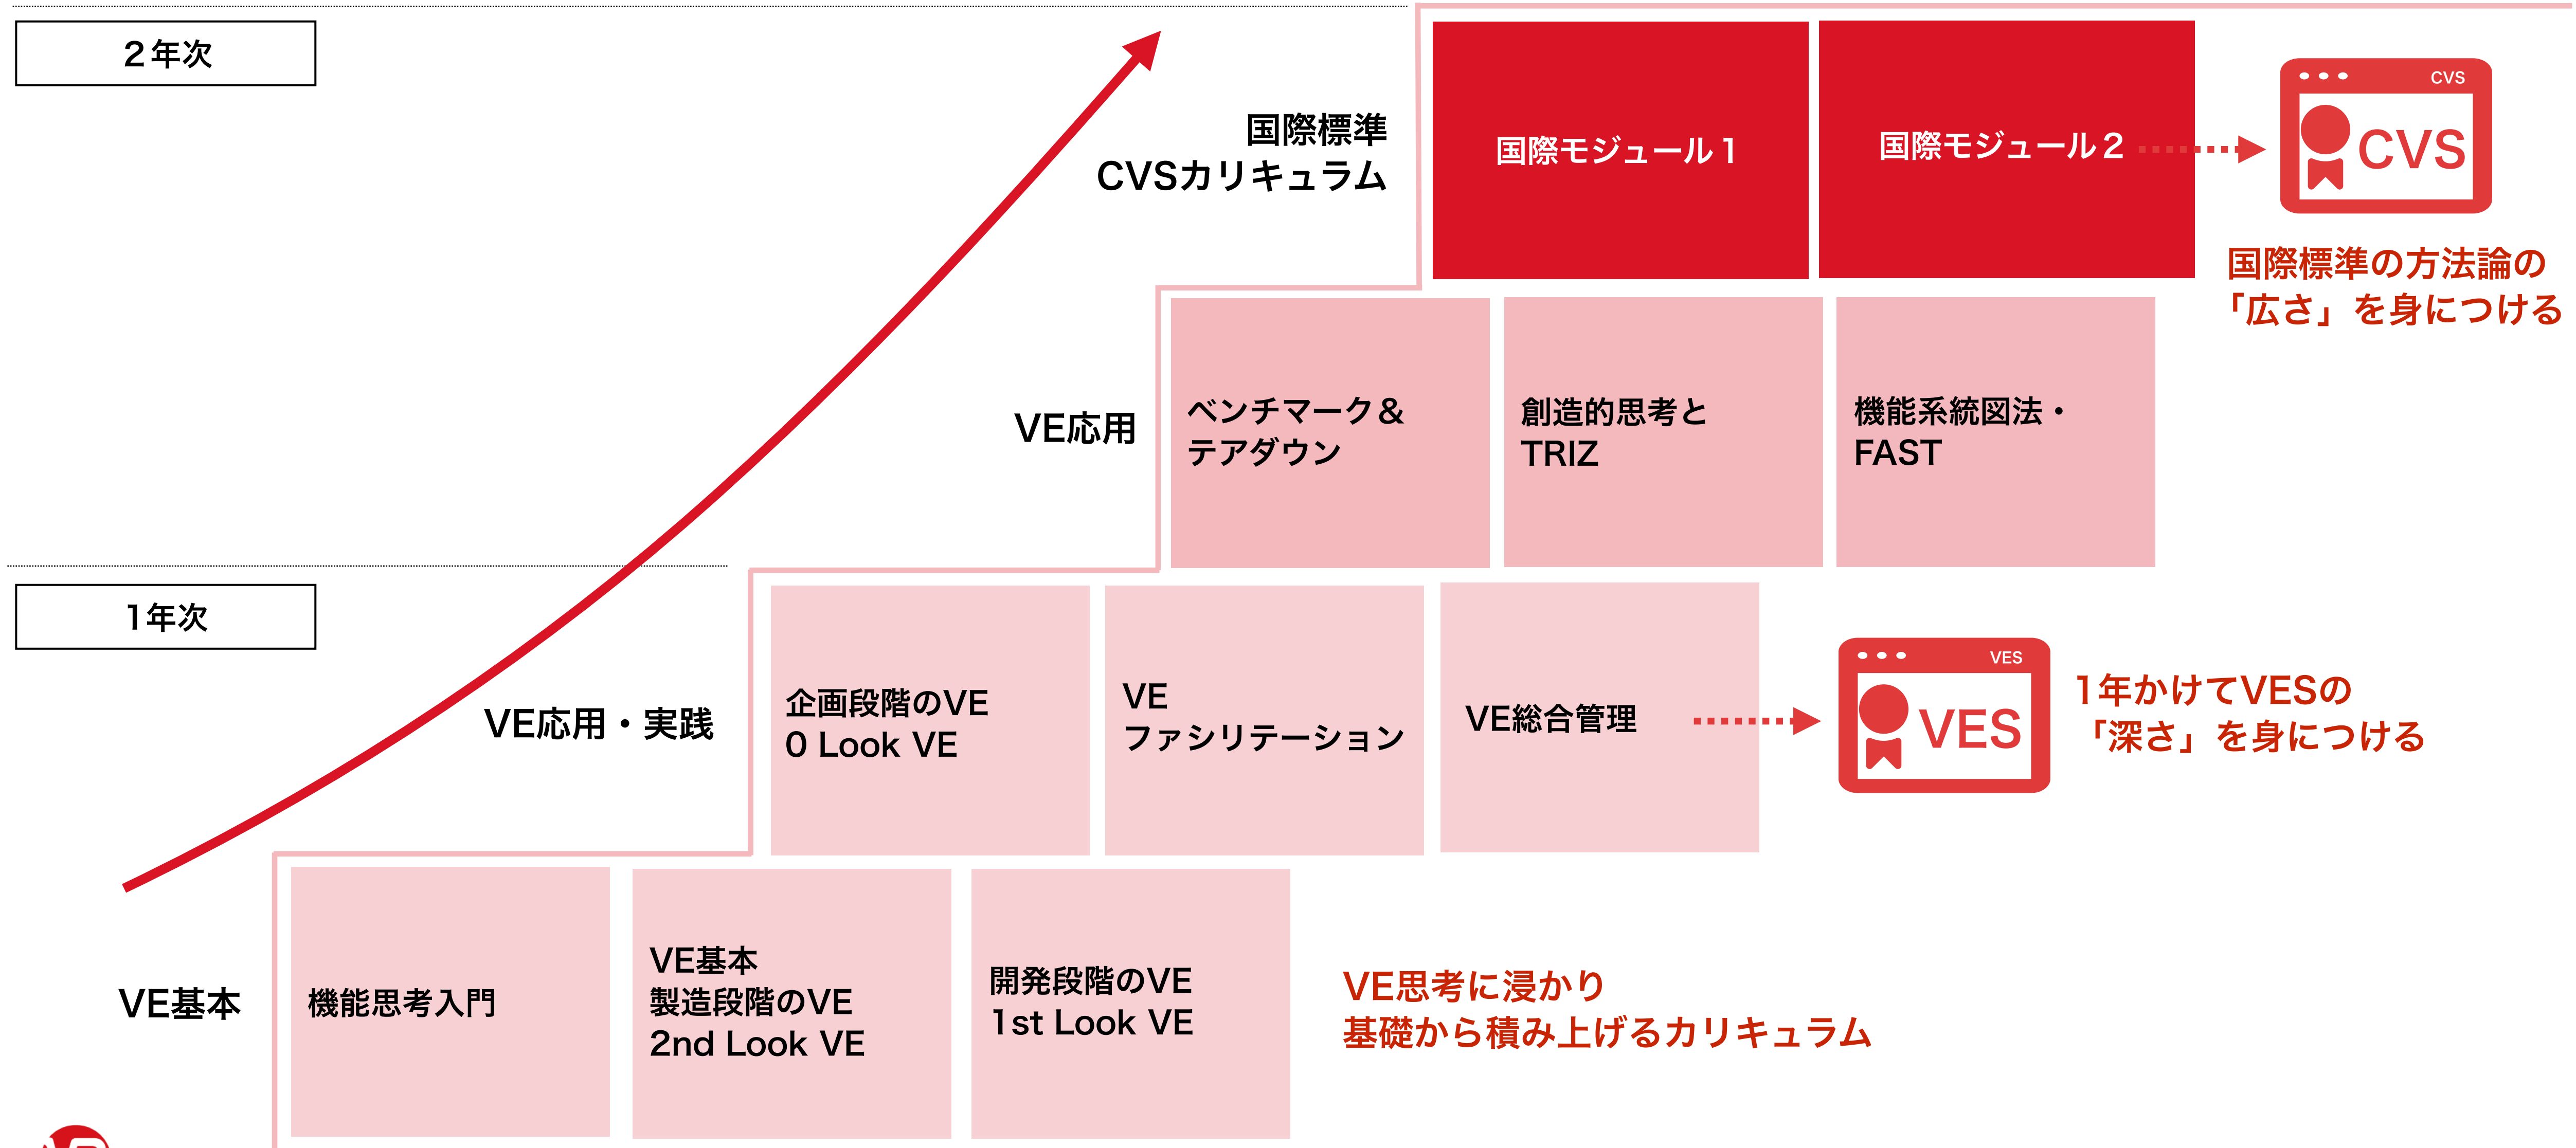 2年次
国際標準
CVSカリキュラム
国際モジュール1
国際モジュール2
CVS
CVS
国際標準の方法論の
「広さ」を身につける
VE応用
ベンチマーク&
テアダウン
創造的思考と
TRIZ
機能系統図法・
FAST
1年次
VE応用・実践
企画段階のVE
0 Look VE
VE
ファシリテーション
VE総合管理
VES
VES
1年かけてVESの
「深さ」を身につける
VE基本
機能思考入門
VE基本
製造段階のVE
2nd Look VE
開発段階のVE
1st Look VE
VE思考に浸かり
基礎から積み上げるカリキュラム